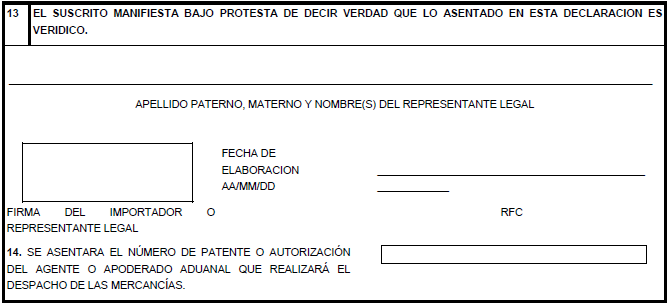 13 EL SUSCRITO MANIFIESTA BAJO PROTESTA DE DECIR VERDAD QUE LO ASENTADO EN ESTA DECLARACION ES
VERIDICO.
APELLIDO PATERNO, MATERNO Y NOMBRE(S) DEL REPRESENTANTE LEGAL
FECHA DE
ELABORACION
AA/MM/DD
FIRMA DEL IMPORTADOR O
REPRESENTANTE LEGAL
RFC
14. SE ASENTARA EL NÚMERO DE PATENTE O AUTORIZACIÓN
DEL AGENTE O APODERADO ADUANAL QUE REALIZARÁ EL
DESPACHO DE LAS MERCANCÍAS.